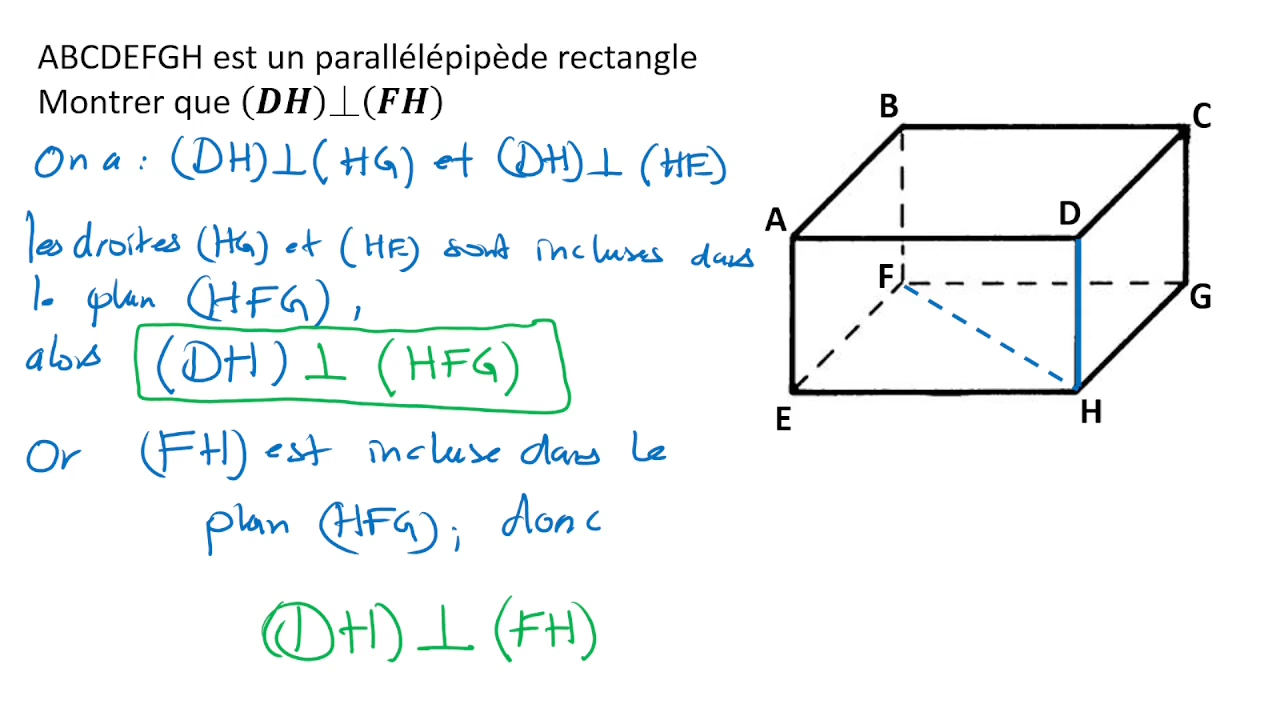 ABCDEFGH est un parallélépipède rectangle
Montrer que (DH)⊥(FH)
On a : (DH)⊥(HG) et (DH)⊥ (HE)
les droites (HG) et (HE) sont incluses dans
le plan (HFG),
alors (DH) ⊥ (HFG)
Or (FH) est incluse dans le
plan (HFG); donc
(DH) ⊥ (FH)
B
C
A
D
F
G
E
H